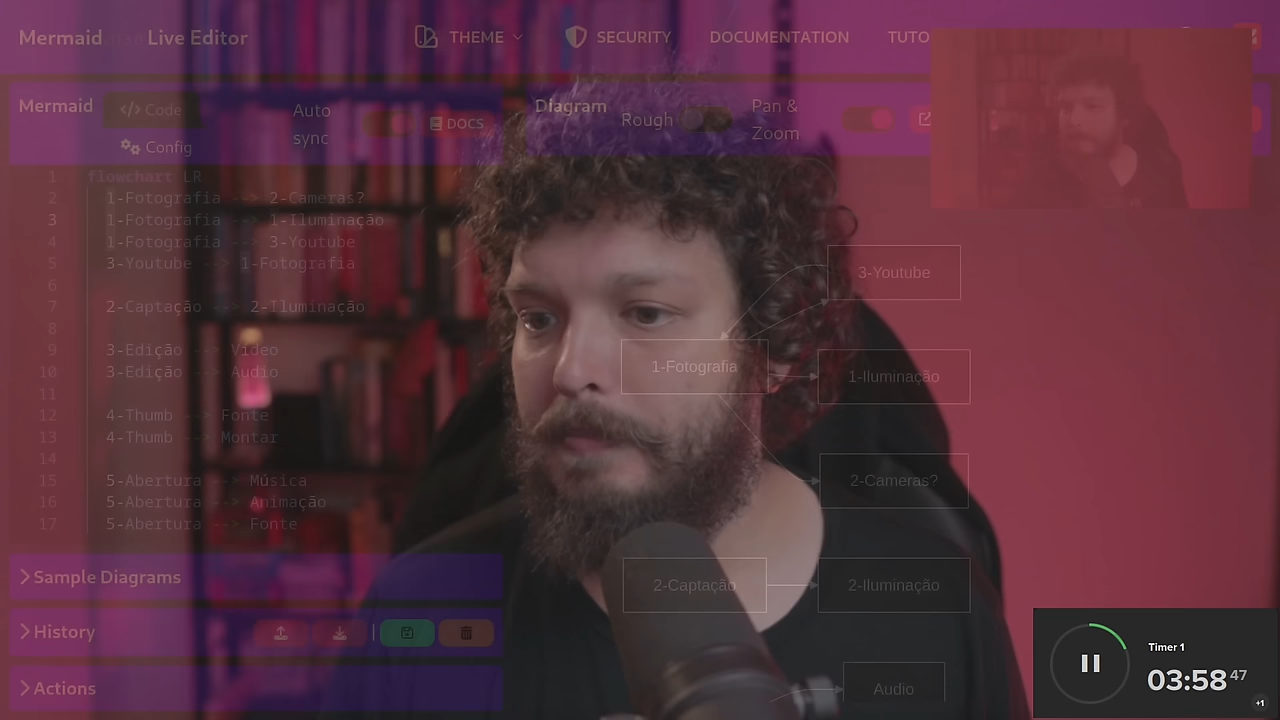 Mermaid Live Editor
THEME
SECURITY
DOCUMENTATION
TUTO
Mermaid
Code
Config
Auto sync
DOCS
Diagram
Rough
Pan & Zoom
1 flowchart LR
2 1-Fotografia --> 2-Cameras?
3 1-Fotografia --> 1-Iluminação
4 1-Fotografia --> 3-Youtube
5 3-Youtube --> 1-Fotografia
6
7 2-Captação --> 2-Iluminação
8
9 3-Edição --> Vídeo
10 3-Edição --> Audio
11
12 4-Thumb --> Fonte
13 4-Thumb --> Montar
14
15 5-Abertura --> Música
16 5-Abertura --> Animação
17 5-Abertura --> Fonte
3-Youtube
1-Fotografia
1-Iluminação
2-Cameras?
2-Captação
2-Iluminação
Audio
Sample Diagrams
History
Actions
Timer 1
03:58 47
+1